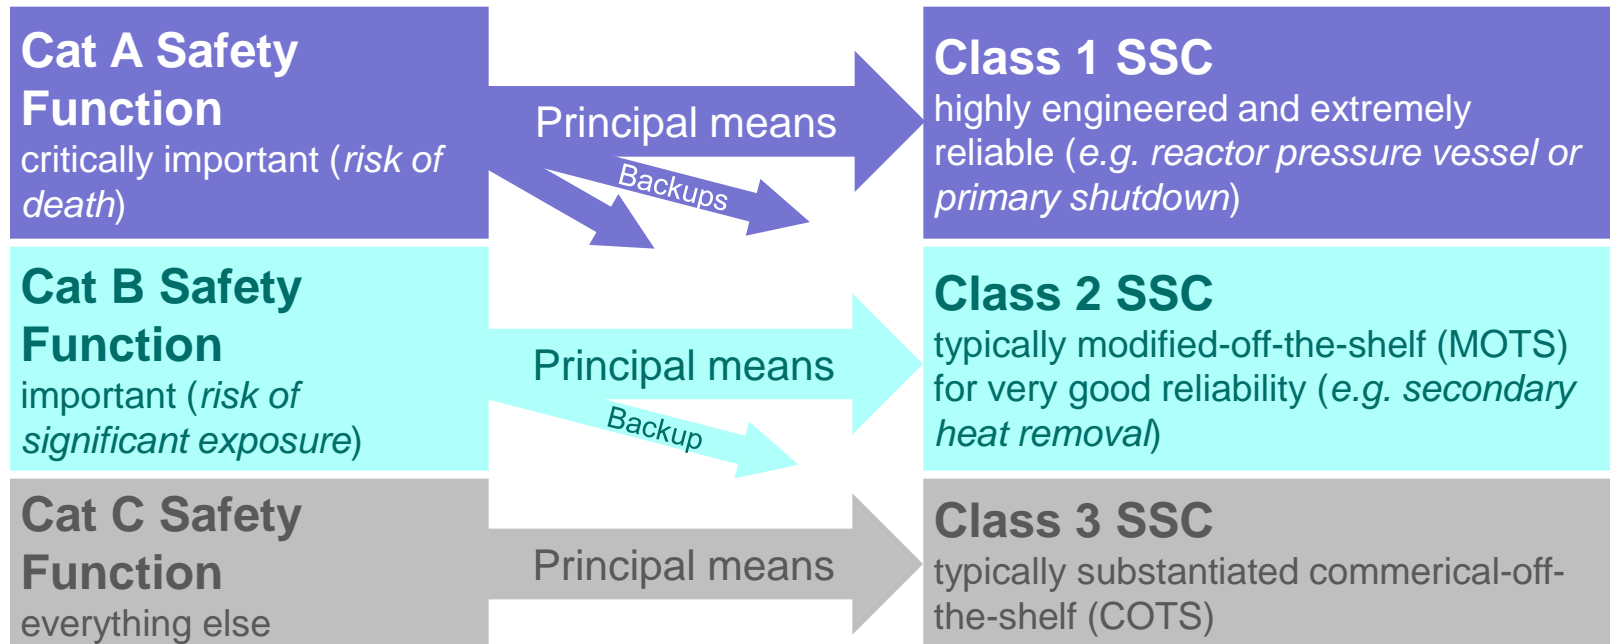 Cat A Safety
Function
critically important (risk of
death)
Principal means
Backups
Class 1 SSC
highly engineered and extremely
reliable (e.g. reactor pressure vessel or
primary shutdown)
Cat B Safety
Function
important (risk of
significant exposure)
Principal means
Backup
Class 2 SSC
typically modified-off-the-shelf (MOTS)
for very good reliability (e.g. secondary
heat removal)
Cat C Safety
Function
everything else
Principal means
Class 3 SSC
typically substantiated commerical-off-
the-shelf (COTS)